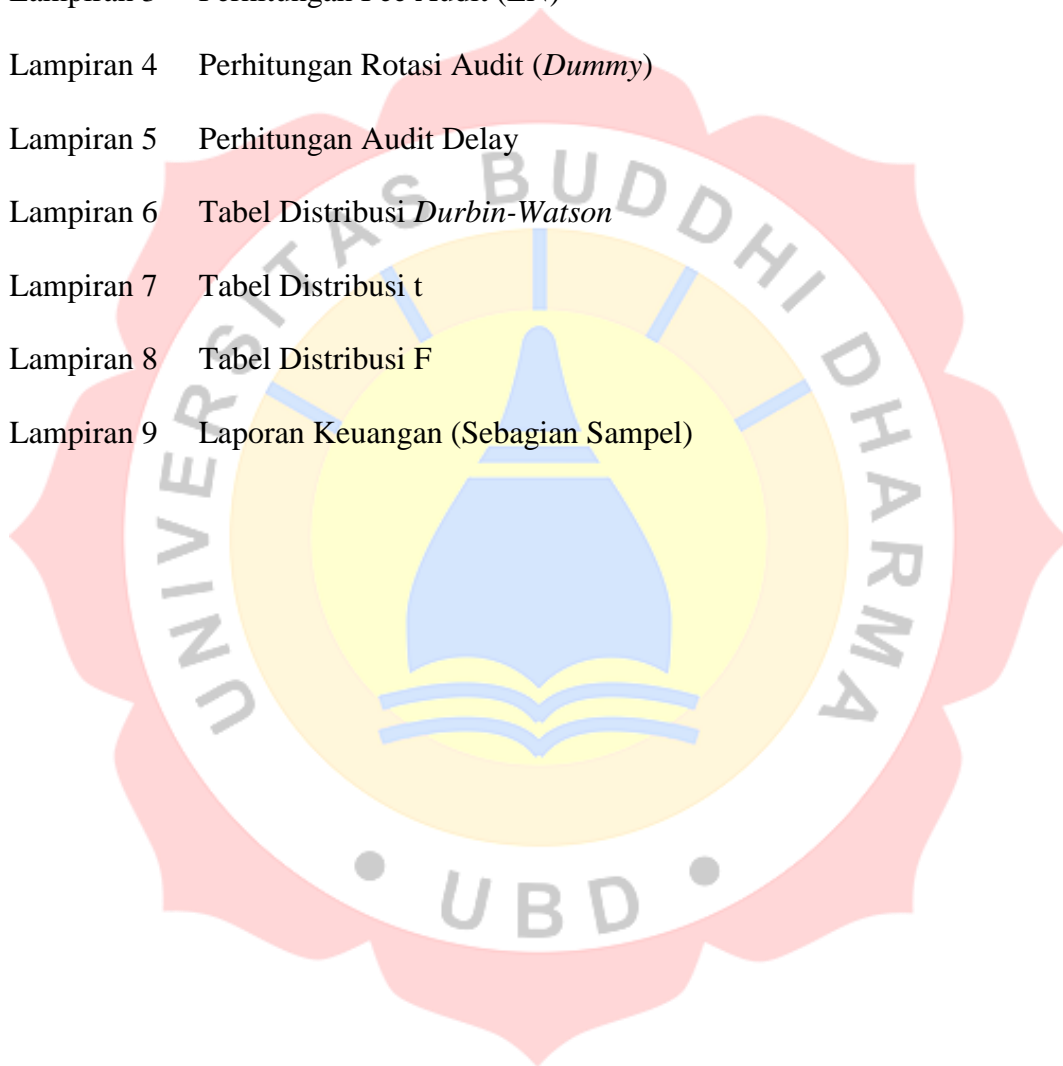 Lampiran 4 Perhitungan Rotasi Audit (Dummy)
Lampiran 5 Perhitungan Audit Delay
Lampiran 6 Tabel Distribusi Durbin-Watson
Lampiran 7 Tabel Distribusi t
Lampiran 8 Tabel Distribusi F
Lampiran 9 Laporan Keuangan (Sebagian Sampel)
UNIVERSITAS BUDDHI DHARMA
• UBD •